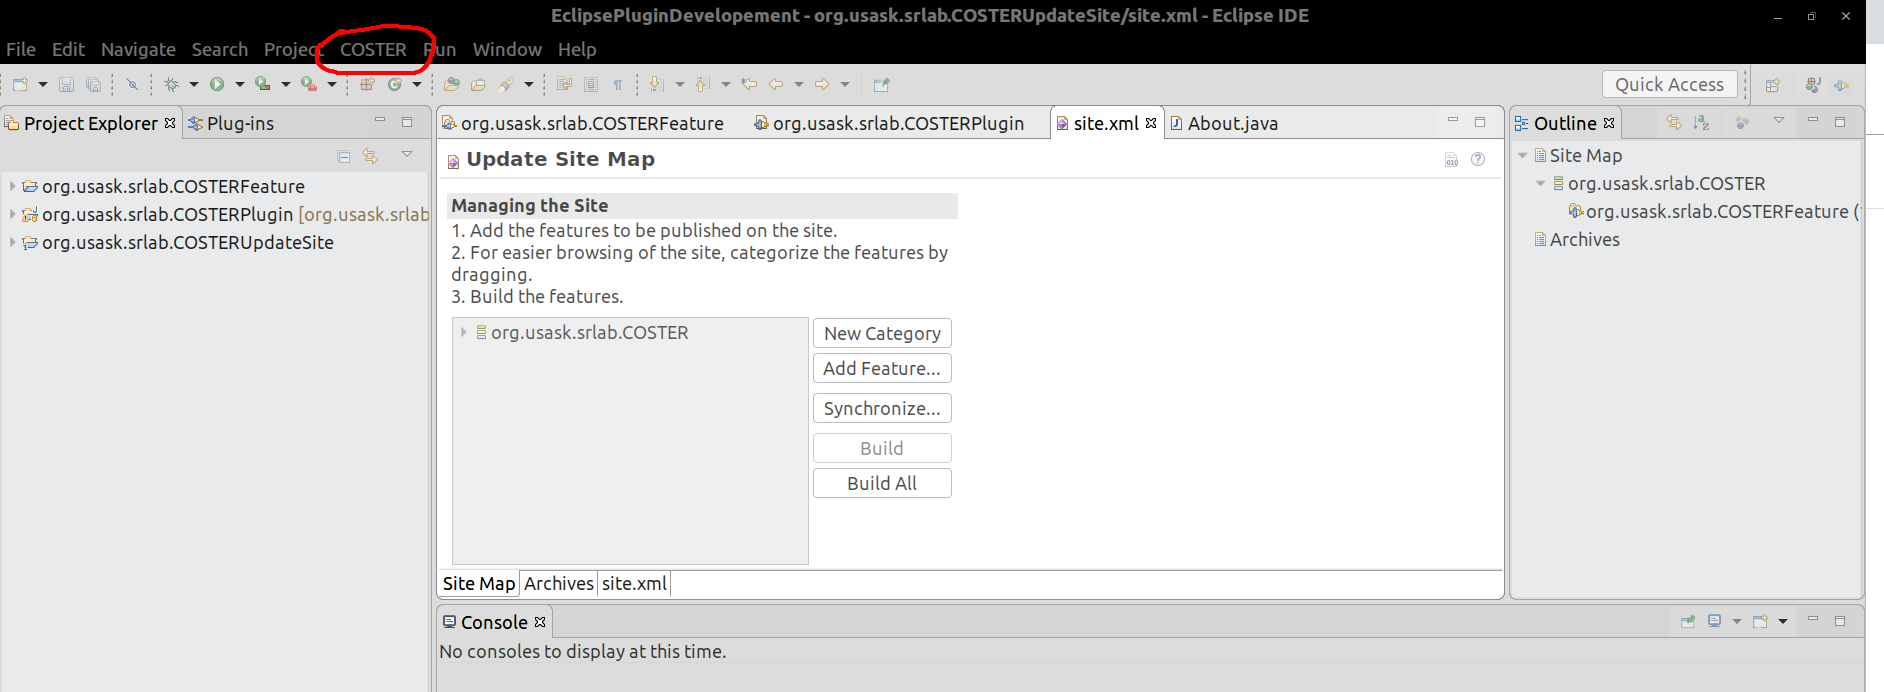 EclipsePluginDevelopement - org.usask.srlab.COSTERUpdateSite/site.xml - Eclipse IDE
File Edit Navigate Search Project COSTER Run Window Help
Quick Access
Project Explorer Plug-ins
org.usask.srlab.COSTERFeature
org.usask.srlab.COSTERPlugin [org.usask.srlab
org.usask.srlab.COSTERUpdateSite
org.usask.srlab.COSTERFeature org.usask.srlab.COSTERPlugin site.xml About.java
Update Site Map
Managing the Site
1. Add the features to be published on the site.
2. For easier browsing of the site, categorize the features by
dragging.
3. Build the features.
org.usask.srlab.COSTER
New Category
Add Feature...
Synchronize...
Build
Build All
Site Map Archives site.xml
Outline
Site Map
org.usask.srlab.COSTER
org.usask.srlab.COSTERFeature (
Archives
Console
No consoles to display at this time.